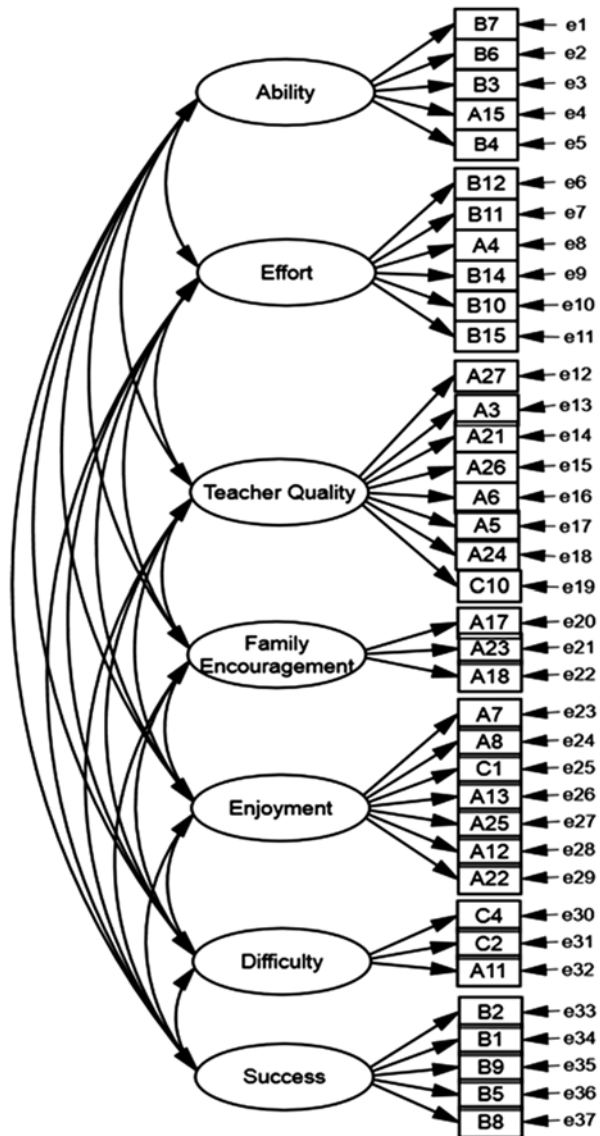 B7 e1
B6 e2
Ability B3 e3
A15 e4
B4 e5
B12 e6
B11 e7
A4 e8
Effort B14 e9
B10 e10
B15 e11
A27 e12
A3 e13
A21 e14
A26 e15
Teacher Quality A6 e16
A5 e17
A24 e18
C10 e19
A17 e20
Family A23 e21
Encouragement A18 e22
A7 e23
A8 e24
C1 e25
Enjoyment A13 e26
A25 e27
A12 e28
A22 e29
C4 e30
C2 e31
Difficulty A11 e32
B2 e33
B1 e34
B9 e35
Success B5 e36
B8 e37